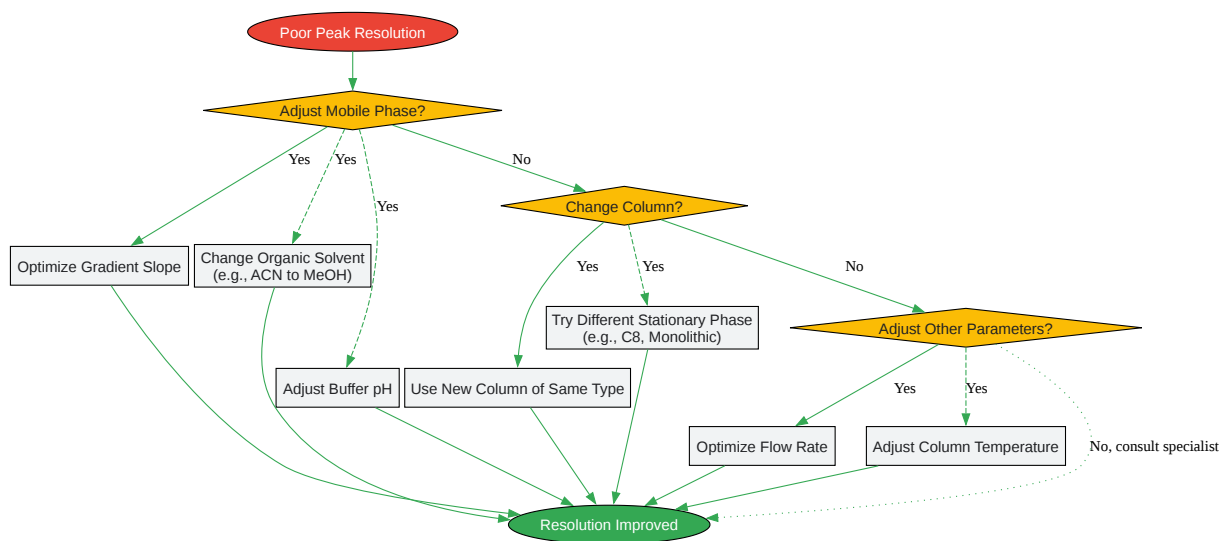 Poor Peak Resolution
Adjust Mobile Phase?
Yes
Yes
No
Yes
Change Column?
Optimize Gradient Slope
Change Organic Solvent
(e.g., ACN to MeOH)
Yes
Yes
No
Try Different Stationary Phase
(e.g., C8, Monolithic)
Adjust Other Parameters?
Adjust Buffer pH
Use New Column of Same Type
Yes
Yes
Optimize Flow Rate
Adjust Column Temperature
No, consult specialist
Resolution Improved